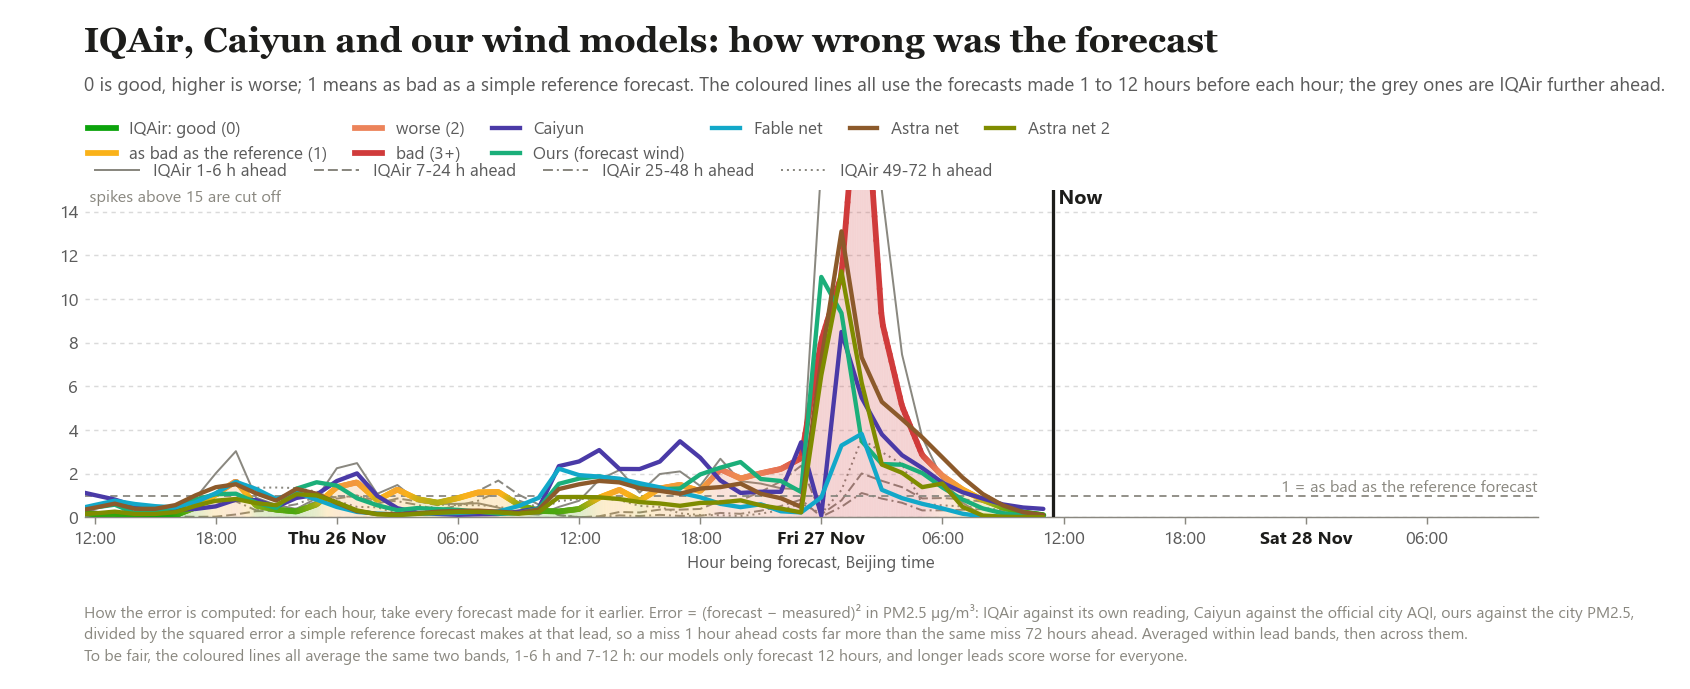 IQAir, Caiyun and our wind models: how wrong was the forecast
0 is good, higher is worse; 1 means as bad as a simple reference forecast. The coloured lines all use the forecasts made 1 to 12 hours before each hour; the grey ones are IQAir further ahead.
IQAir: good (0) worse (2) Caiyun Fable net Astra net Astra net 2
as bad as the reference (1) bad (3+) Ours (forecast wind)
IQAir 1-6 h ahead IQAir 7-24 h ahead IQAir 25-48 h ahead IQAir 49-72 h ahead
spikes above 15 are cut off
Now
14
12
10
8
6
4
2
1 = as bad as the reference forecast
0
12:00 18:00 Thu 26 Nov 06:00 12:00 18:00 Fri 27 Nov 06:00 12:00 18:00 Sat 28 Nov 06:00
Hour being forecast, Beijing time
How the error is computed: for each hour, take every forecast made for it earlier. Error = (forecast − measured)² in PM2.5 µg/m³: IQAir against its own reading, Caiyun against the official city AQI, ours against the city PM2.5,
divided by the squared error a simple reference forecast makes at that lead, so a miss 1 hour ahead costs far more than the same miss 72 hours ahead. Averaged within lead bands, then across them.
To be fair, the coloured lines all average the same two bands, 1-6 h and 7-12 h: our models only forecast 12 hours, and longer leads score worse for everyone.